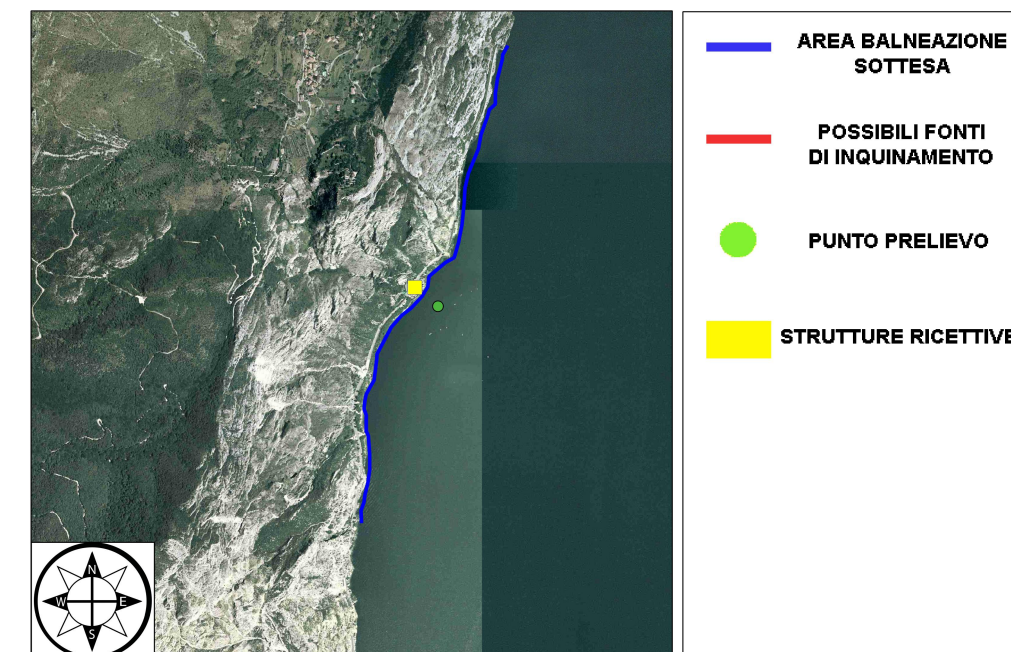 AREA BALNEAZIONE
SOTTESA
POSSIBILI FONTI
DI INQUINAMENTO
PUNTO PRELIEVO
STRUTTURE RICETTIVE
N
W
E
S